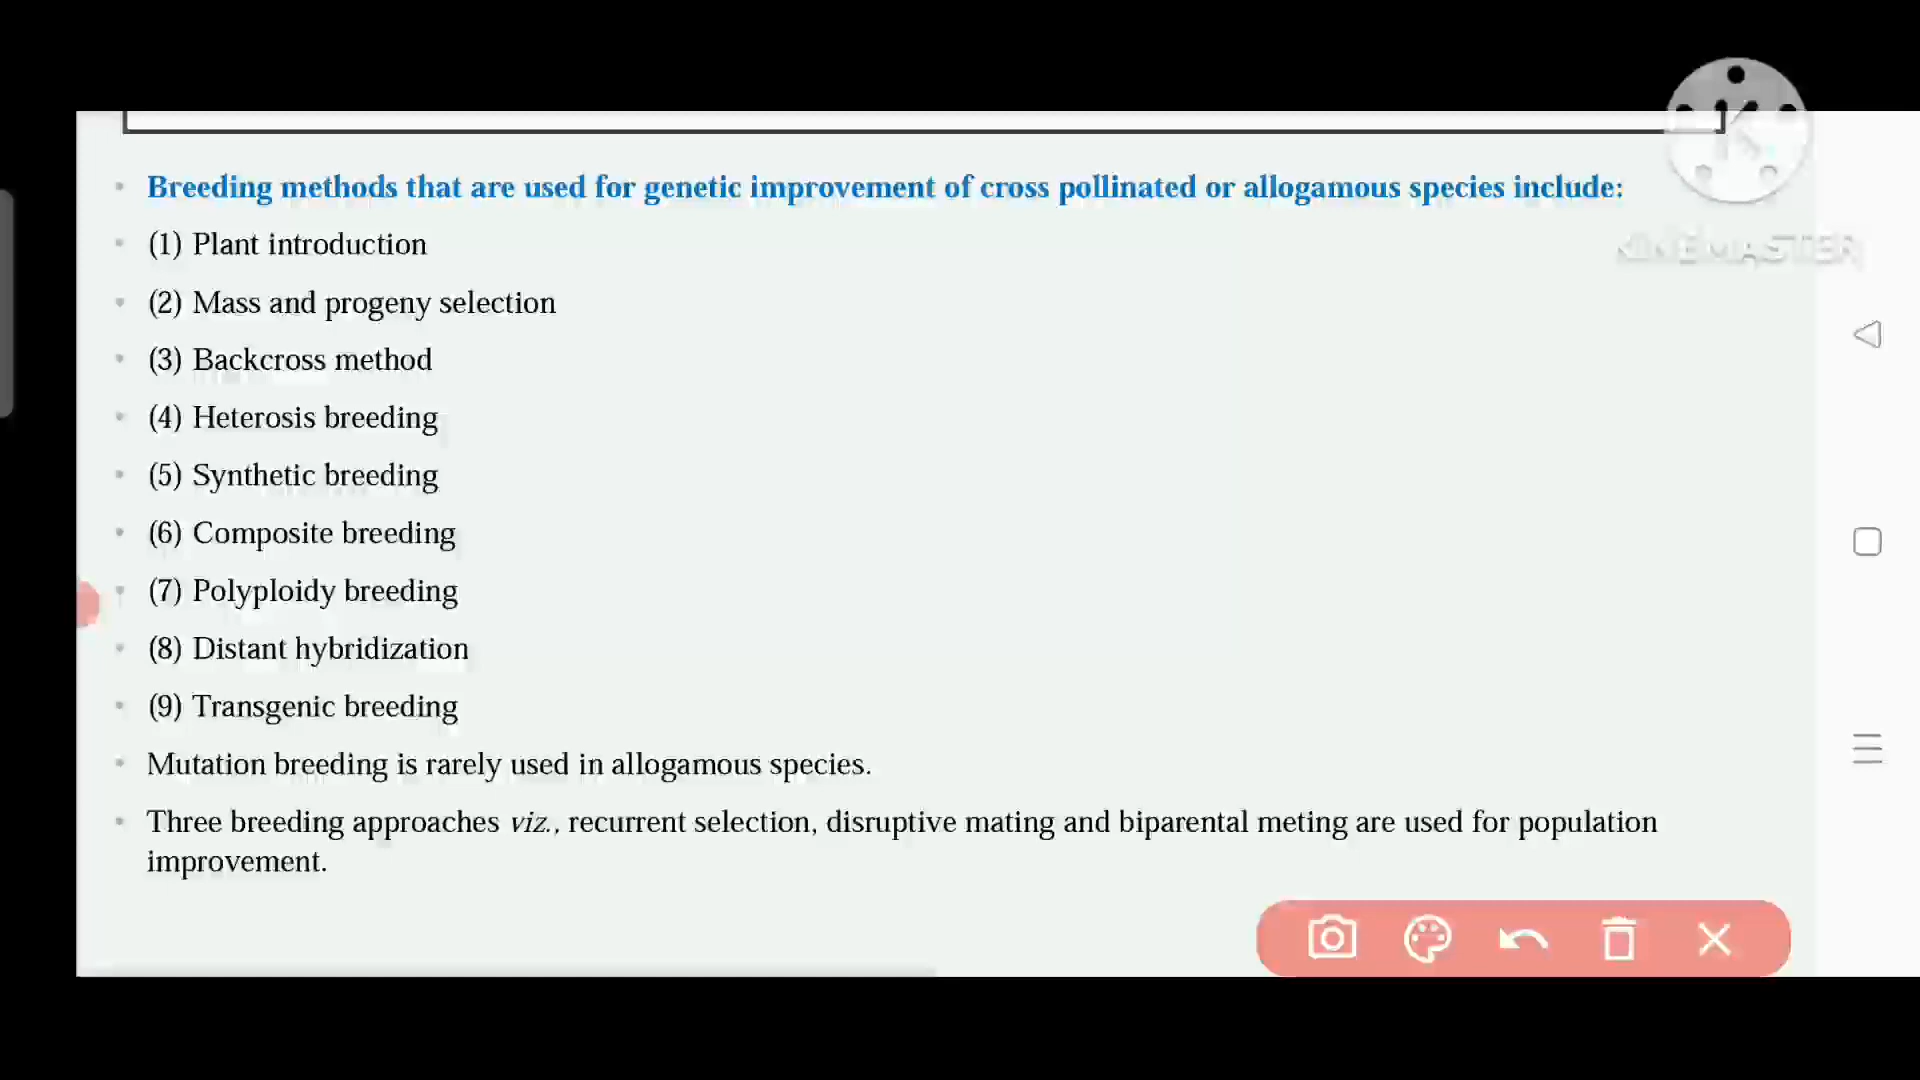 KINEMASTER
Breeding methods that are used for genetic improvement of cross pollinated or allogamous species include:
(1) Plant introduction
(2) Mass and progeny selection
(3) Backcross method
(4) Heterosis breeding
(5) Synthetic breeding
(6) Composite breeding
(7) Polyploidy breeding
(8) Distant hybridization
(9) Transgenic breeding
Mutation breeding is rarely used in allogamous species.
Three breeding approaches viz., recurrent selection, disruptive mating and biparental meting are used for population
improvement.